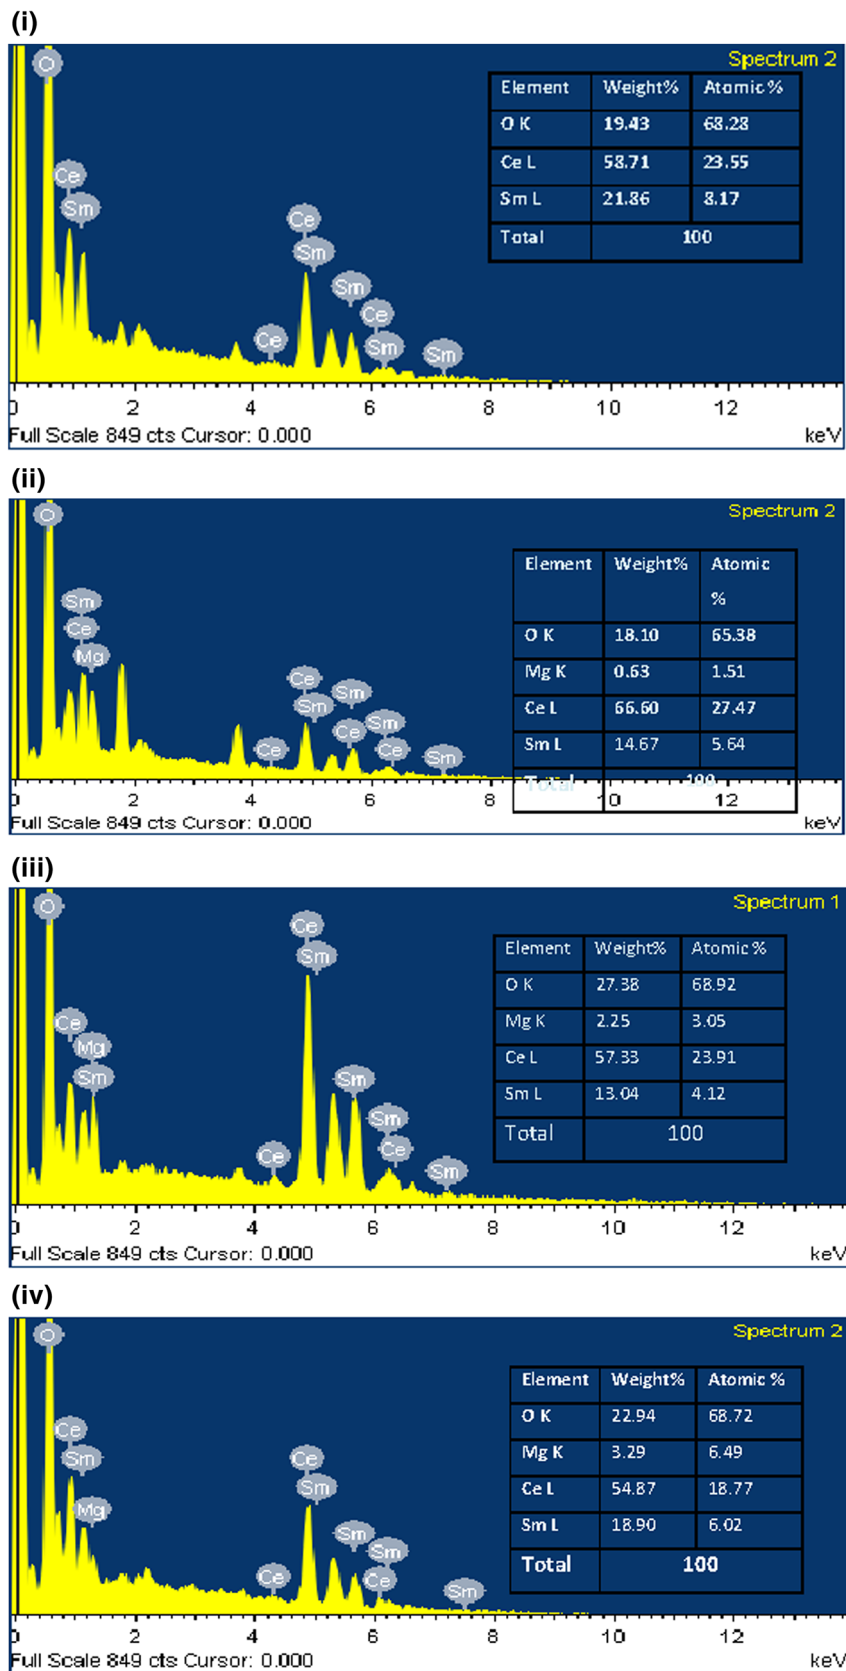 (i)
Spectrum 2
O
Ce
Sm
Ce
Ce
Sm
Sm
Ce
Sm
Sm
Element Weight% Atomic %
O K 19.43 68.28
Ce L 58.71 23.55
Sm L 21.86 8.17
Total 100
0 2 4 6 8 10 12
Full Scale 849 cts Cursor: 0.000 keV
(ii)
Spectrum 2
O
Sm
Ce
Mg
Ce
Ce
Sm
Sm
Ce
Sm
Ce
Sm
Element Weight% Atomic
%
O K 18.10 65.38
Mg K 0.63 1.51
Ce L 66.60 27.47
Sm L 14.67 5.64
Total 100
0 2 4 6 8 10 12
Full Scale 849 cts Cursor: 0.000 keV
(iii)
Spectrum 1
O
Ce
Mg
Sm
Ce
Ce
Sm
Sm
Sm
Ce
Sm
Element Weight% Atomic %
O K 27.38 68.92
Mg K 2.25 3.05
Ce L 57.33 23.91
Sm L 13.04 4.12
Total 100
0 2 4 6 8 10 12
Full Scale 849 cts Cursor: 0.000 keV
(iv)
Spectrum 2
O
Ce
Sm
Mg
Ce
Ce
Sm
Sm
Sm
Ce
Sm
Element Weight% Atomic %
O K 22.94 68.72
Mg K 3.29 6.49
Ce L 54.87 18.77
Sm L 18.90 6.02
Total 100
0 2 4 6 8 10 12
Full Scale 849 cts Cursor: 0.000 keV